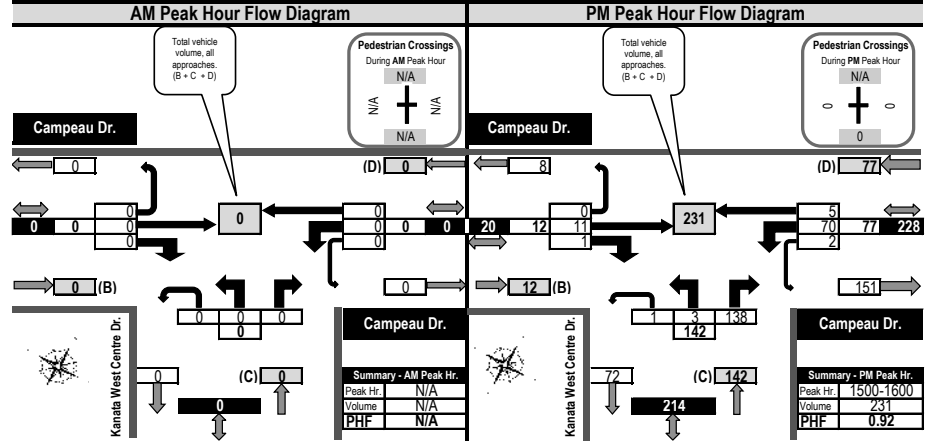 AM Peak Hour Flow Diagram
Total vehicle
volume, all
approaches.
(B + C + D)
Pedestrian Crossings
During AM Peak Hour
N/A
N/A
N/A
N/A
Campeau Dr.
0
(D) 0
0
0
0
0
0
0
0
0
0
0
0
0
0 (B)
0
0 0 0
0
Kanata West Centre Dr.
0
(C) 0
0
Campeau Dr.
Summary - AM Peak Hr.
Peak Hr. N/A
Volume N/A
PHF N/A
PM Peak Hour Flow Diagram
Total vehicle
volume, all
approaches.
(B + C + D)
Pedestrian Crossings
During PM Peak Hour
N/A
0
0
0
Campeau Dr.
8
(D) 77
0
20 12 11
1
231
5
70 77 228
2
12 (B)
151
1 3 138
142
Kanata West Centre Dr.
72
(C) 142
214
Campeau Dr.
Summary - PM Peak Hr.
Peak Hr. 1500-1600
Volume 231
PHF 0.92